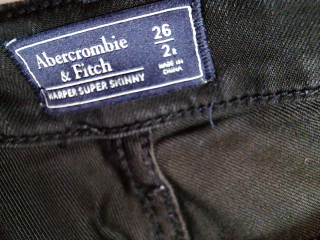 Abercrombie
& Fitch
HARPER SUPER SKINNY
26
2R
MADE IN
CHINA